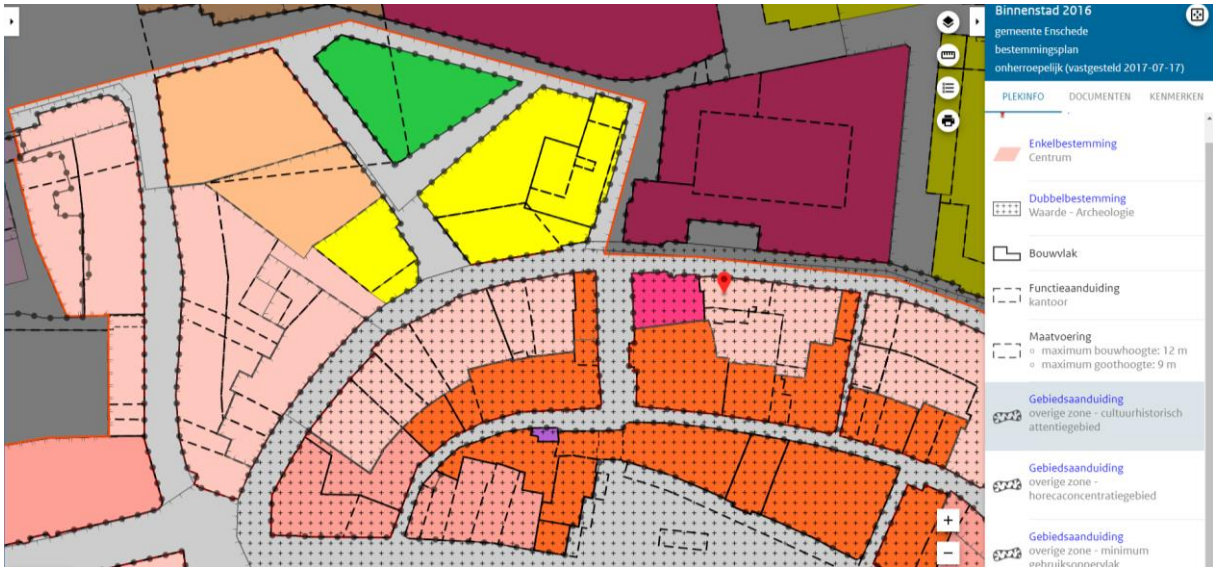 Binnenstad 2016
gemeente Enschede
bestemmingsplan
onherroepelijk (vastgesteld 2017-07-17)
PLEKINFO DOCUMENTEN KENMERKEN
Enkelbestemming
Centrum
Dubbelbestemming
Waarde - Archeologie
Bouwvlak
Functieaanduiding
kantoor
Maatvoering
maximum bouwhoogte: 12 m
maximum goothoogte: 9 m
Gebiedsaanduiding
overige zone - cultuurhistorisch
attentiegebied
Gebiedsaanduiding
overige zone -
horecaconcentratiegebied
Gebiedsaanduiding
overige zone - minimum
gebruiksoppervlak